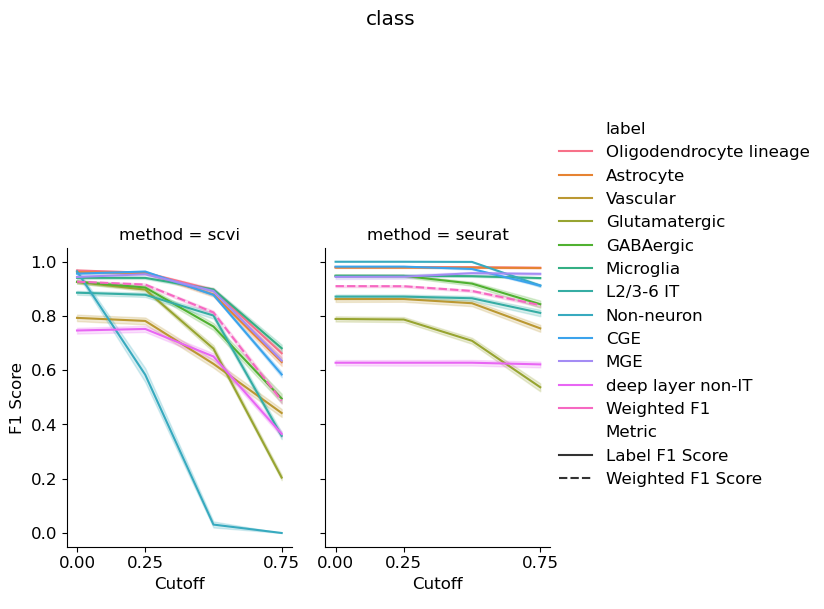 class
label
Oligodendrocyte lineage
Astrocyte
Vascular
Glutamatergic
GABAergic
Microglia
L2/3-6 IT
Non-neuron
CGE
MGE
deep layer non-IT
Weighted F1
Metric
Label F1 Score
Weighted F1 Score
method = scvi
method = seurat
F1 Score
1.0
0.8
0.6
0.4
0.2
0.0
0.00
0.25
0.75
Cutoff
0.00
0.25
0.75
Cutoff